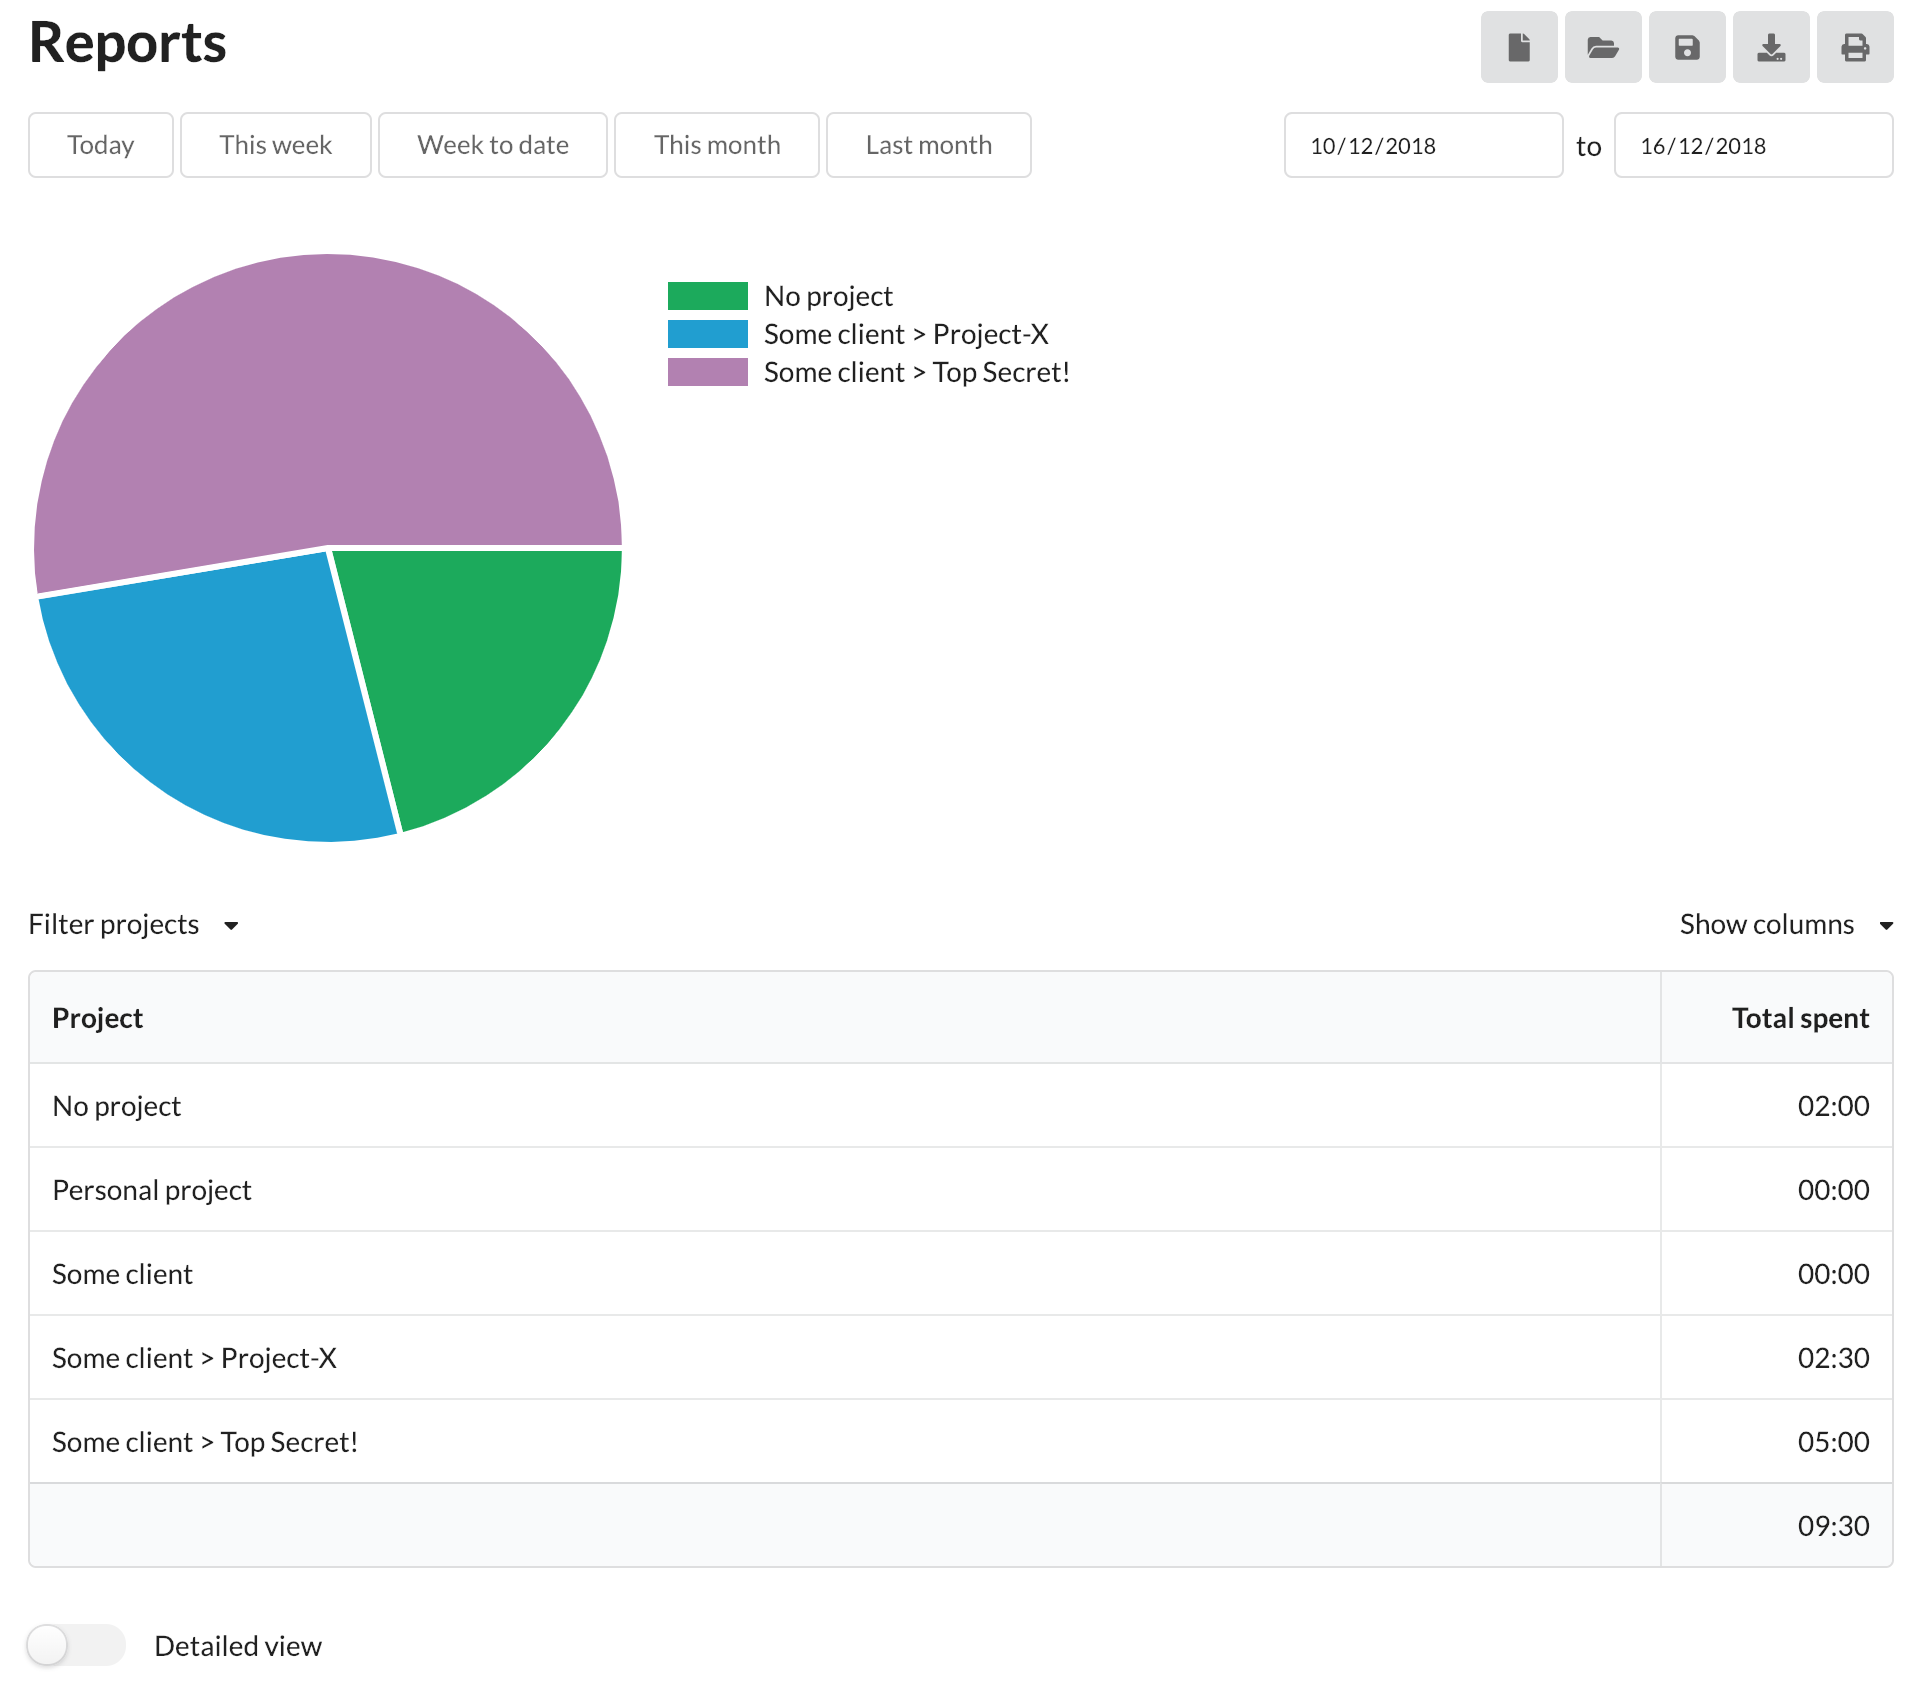 Reports
Today This week Week to date This month Last month 10/12/2018 to 16/12/2018
No project
Some client > Project-X
Some client > Top Secret!
Filter projects Show columns
Project Total spent
No project 02:00
Personal project 00:00
Some client 00:00
Some client > Project-X 02:30
Some client > Top Secret! 05:00
09:30
Detailed view